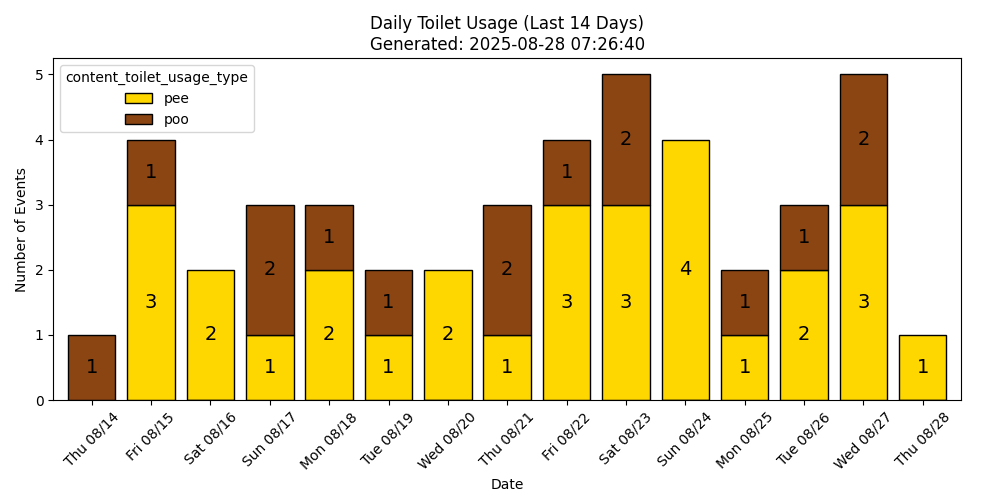 Daily Toilet Usage (Last 14 Days)
Generated: 2025-08-28 07:26:40
content_toilet_usage_type
pee
poo
Number of Events
5
4
3
2
1
0
1
3
1
2
1
2
2
1
1
1
2
1
2
3
1
3
2
4
1
1
2
1
3
2
1
Thu 08/14
Fri 08/15
Sat 08/16
Sun 08/17
Mon 08/18
Tue 08/19
Wed 08/20
Thu 08/21
Fri 08/22
Sat 08/23
Sun 08/24
Mon 08/25
Tue 08/26
Wed 08/27
Thu 08/28
Date